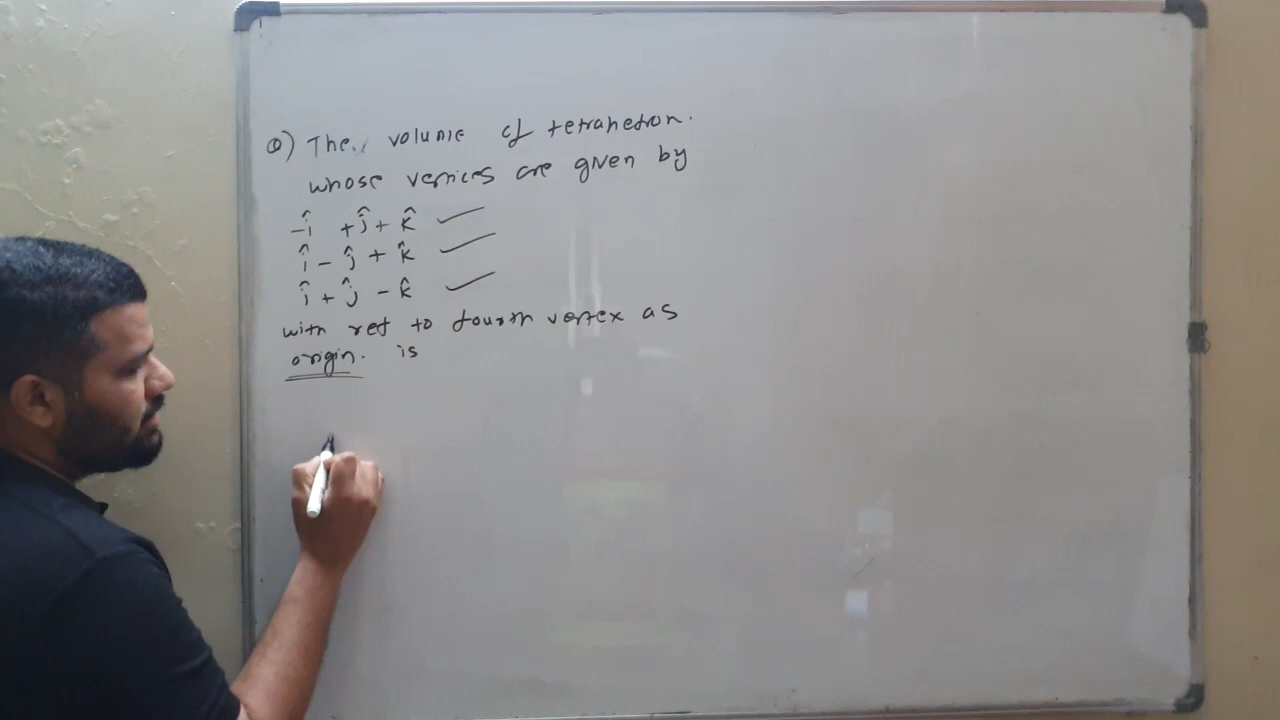 Q) The volume of tetrahedron.
whose vertices are given by
-î + ĵ + k̂
î - ĵ + k̂
î + ĵ - k̂
with ref to fourth vertex as
origin. is